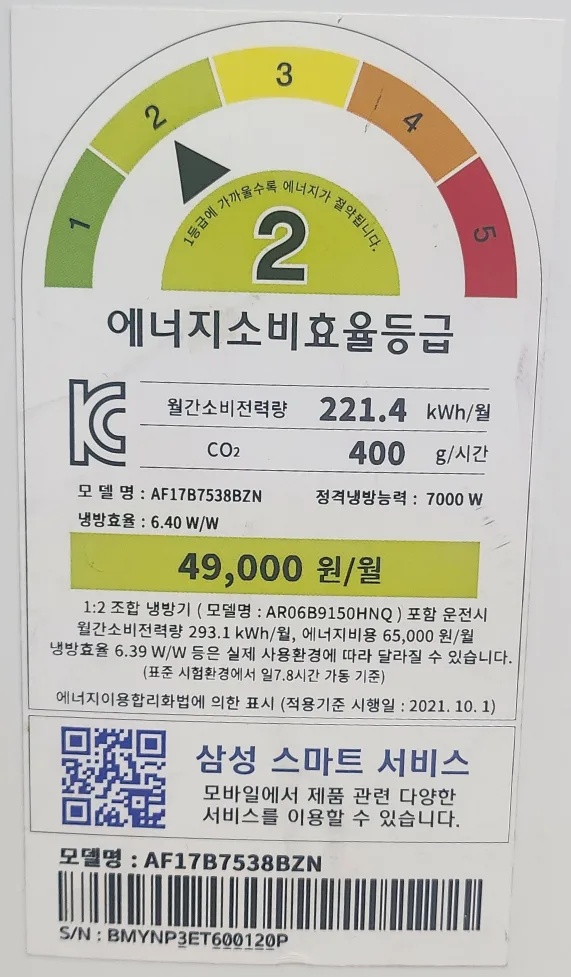 1
2
3
4
5
1등급에 가까울수록 에너지가 절약됩니다.
2
에너지소비효율등급
월간소비전력량 221.4 kWh/월
CO₂ 400 g/시간
모 델 명 : AF17B7538BZN 정격냉방능력 : 7000 W
냉방효율 : 6.40 W/W
49,000 원/월
1:2 조합 냉방기 ( 모델명 : AR06B9150HNQ ) 포함 운전시
월간소비전력량 293.1 kWh/월, 에너지비용 65,000 원/월
냉방효율 6.39 W/W 등은 실제 사용환경에 따라 달라질 수 있습니다.
(표준 시험환경에서 일7.8시간 가동 기준)
에너지이용합리화법에 의한 표시 (적용기준 시행일 : 2021. 10. 1)
삼성 스마트 서비스
모바일에서 제품 관련 다양한
서비스를 이용할 수 있습니다.
모델명 : AF17B7538BZN
S/N : BMYNP3ET600120P